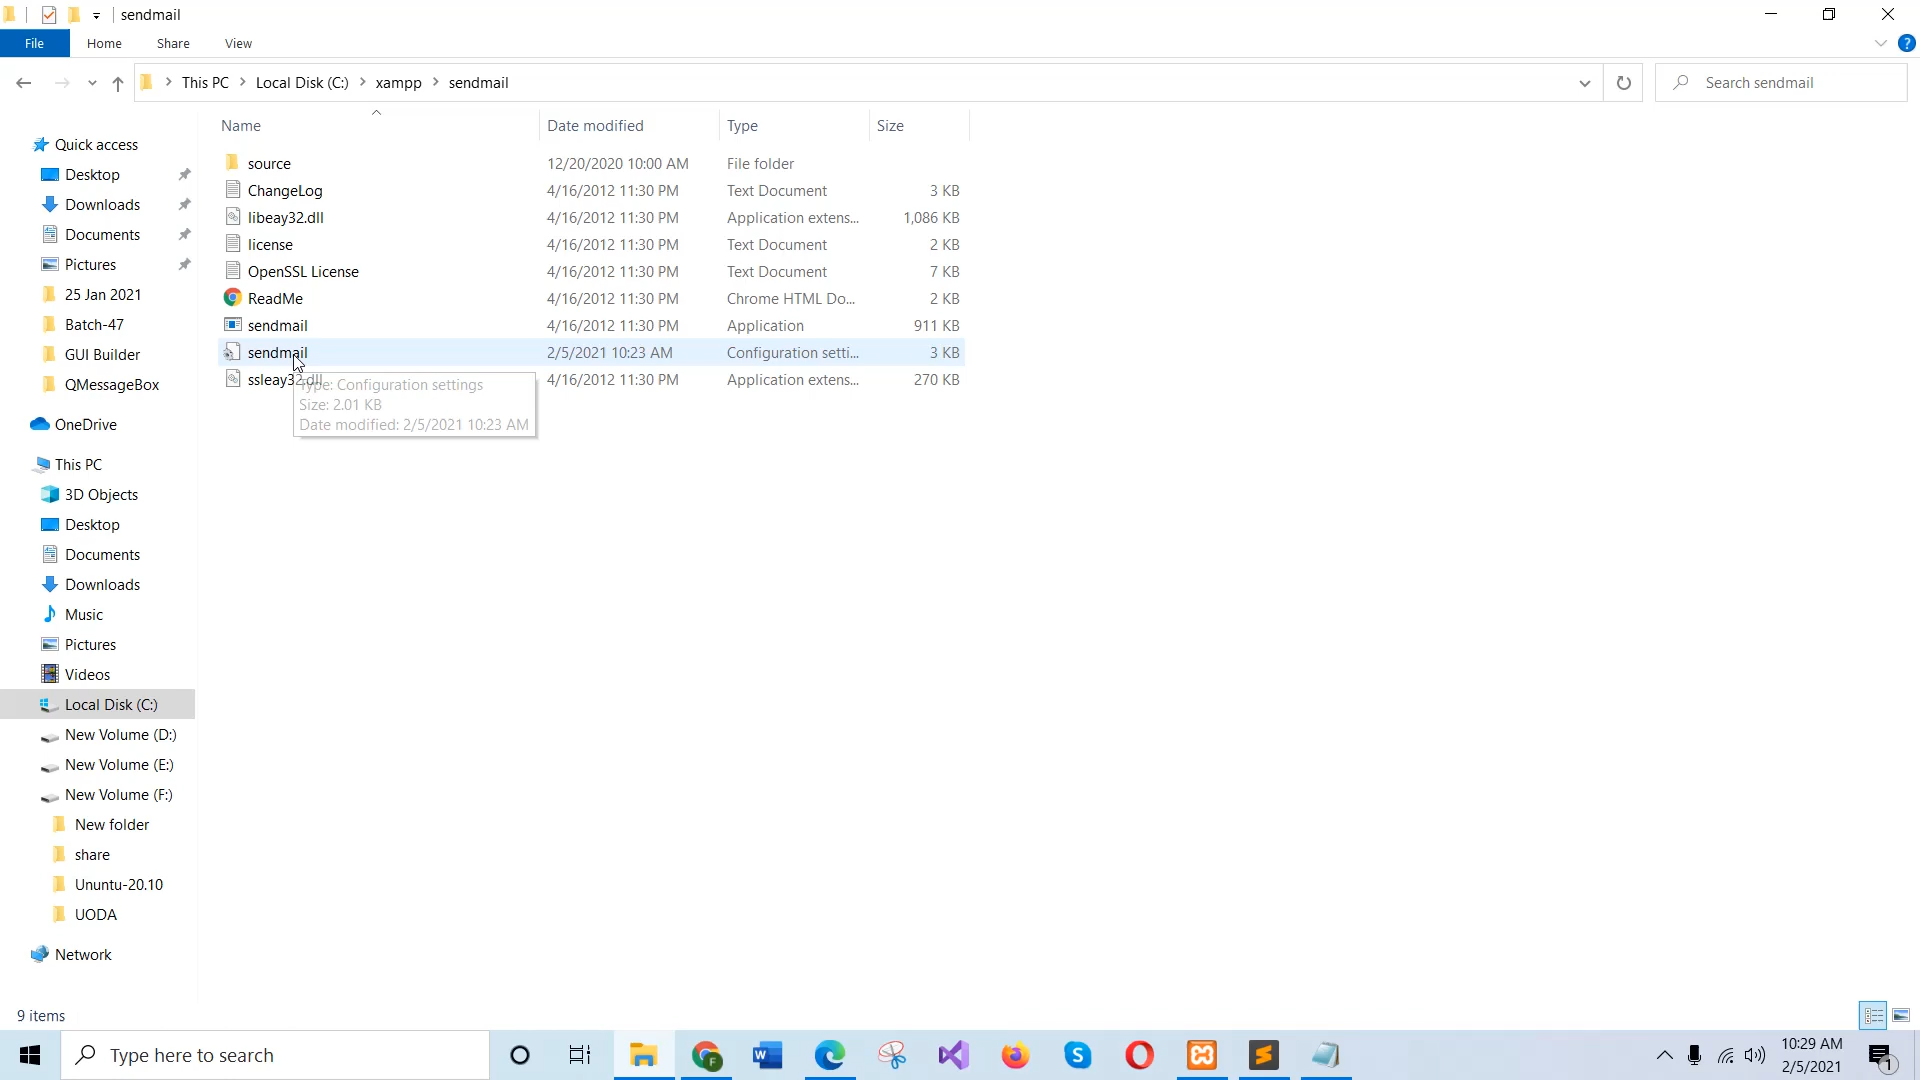 sendmail
File Home Share View
This PC Local Disk (C:) xampp sendmail
Search sendmail
Name Date modified Type Size
source 12/20/2020 10:00 AM File folder
ChangeLog 4/16/2012 11:30 PM Text Document 3 KB
libeay32.dll 4/16/2012 11:30 PM Application extens... 1,086 KB
license 4/16/2012 11:30 PM Text Document 2 KB
OpenSSL License 4/16/2012 11:30 PM Text Document 7 KB
ReadMe 4/16/2012 11:30 PM Chrome HTML Do... 2 KB
sendmail 4/16/2012 11:30 PM Application 911 KB
sendmail 2/5/2021 10:23 AM Configuration setti... 3 KB
ssleay32.dll 4/16/2012 11:30 PM Application extens... 270 KB
Type: Configuration settings
Size: 2.01 KB
Date modified: 2/5/2021 10:23 AM
Quick access
Desktop
Downloads
Documents
Pictures
25 Jan 2021
Batch-47
GUI Builder
QMessageBox
OneDrive
This PC
3D Objects
Desktop
Documents
Downloads
Music
Pictures
Videos
Local Disk (C:)
New Volume (D:)
New Volume (E:)
New Volume (F:)
New folder
share
Ununtu-20.10
UODA
Network
9 items
Type here to search
10:29 AM
2/5/2021
1